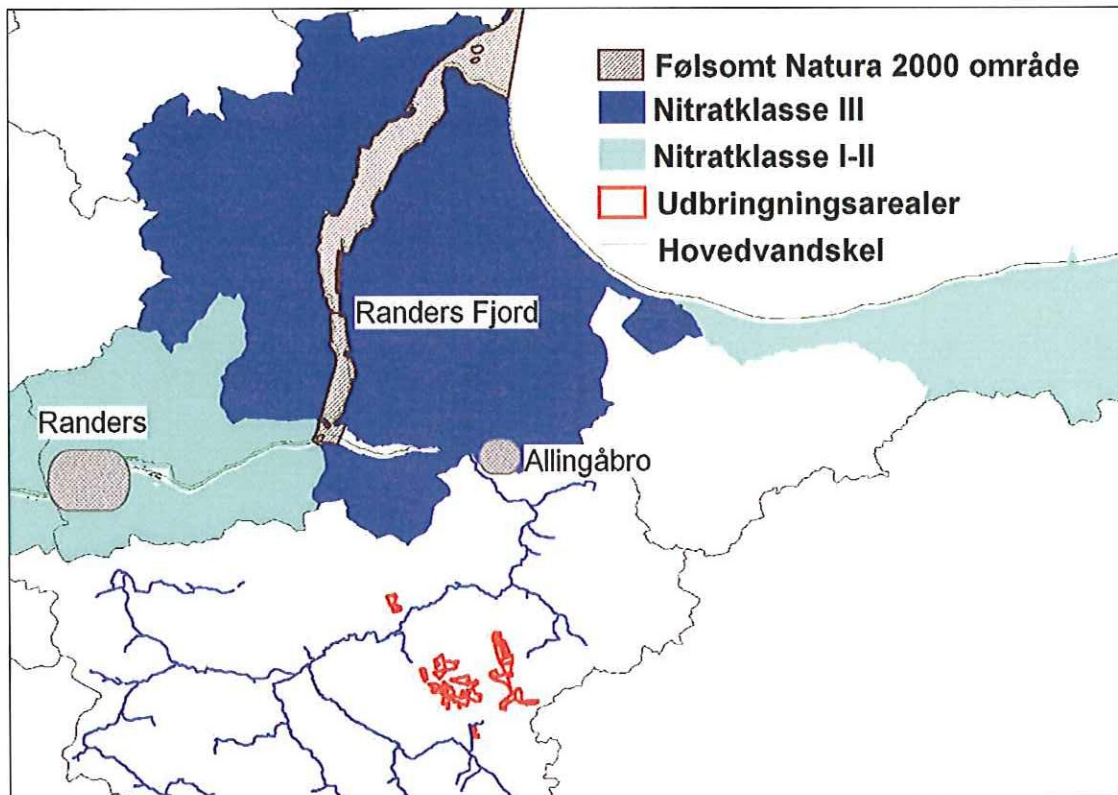 Følsomt Natura 2000 område
Nitratklasse III
Nitratklasse I-II
Udbringningsarealer
Hovedvandskel
Randers Fjord
Randers
Allingåbro